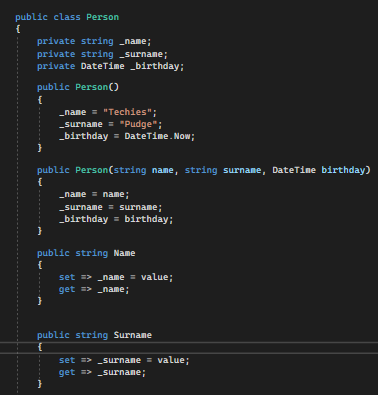 public class Person
{
private string _name;
private string _surname;
private DateTime _birthday;
public Person()
{
_name = "Techies";
_surname = "Pudge";
_birthday = DateTime.Now;
}
public Person(string name, string surname, DateTime birthday)
{
_name = name;
_surname = surname;
_birthday = birthday;
}
public string Name
{
set => _name = value;
get => _name;
}
public string Surname
{
set => _surname = value;
get => _surname;
}